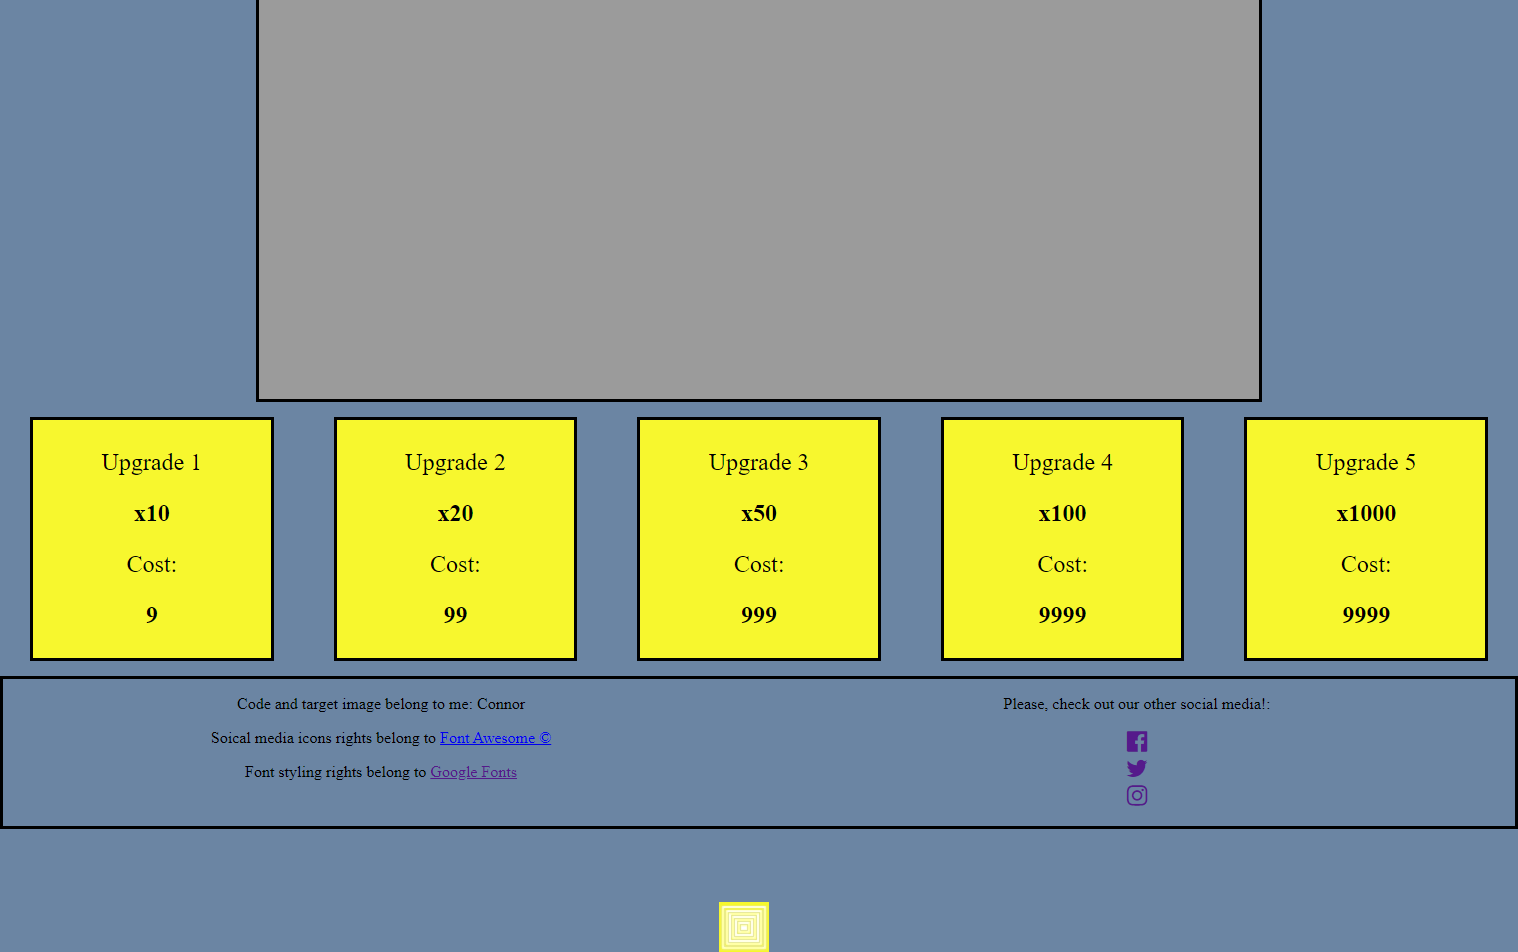 Upgrade 1
x10
Cost:
9
Upgrade 2
x20
Cost:
99
Upgrade 3
x50
Cost:
999
Upgrade 4
x100
Cost:
9999
Upgrade 5
x1000
Cost:
9999
Code and target image belong to me: Connor
Soical media icons rights belong to Font Awesome ©
Font styling rights belong to Google Fonts
Please, check out our other social media!: